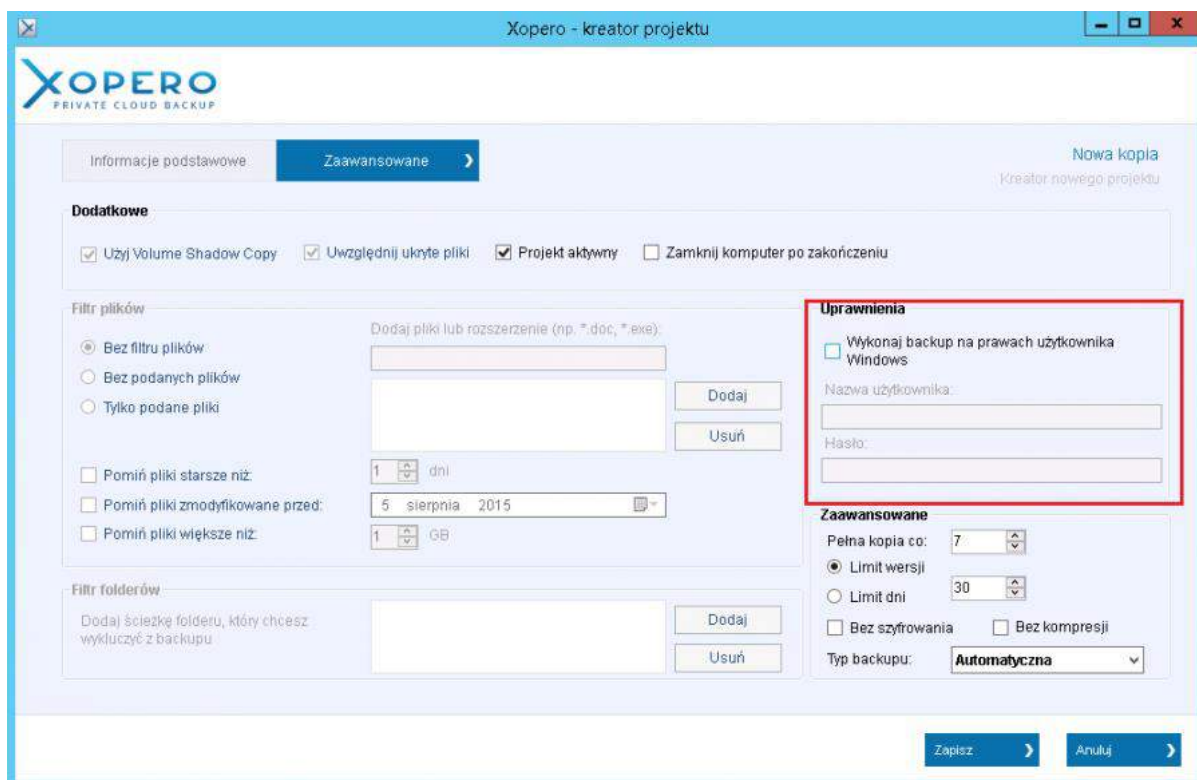 Xopero - kreator projektu
XOPERO
PRIVATE CLOUD BACKUP
Informacje podstawowe
Zaawansowane
Nowa kopia
Kreator nowego projektu
Dodatkowe
Użyj Volume Shadow Copy
Uwzględnij ukryte pliki
Projekt aktywny
Zamknij komputer po zakończeniu
Filtr plików
Dodaj pliki lub rozszerzenie (np. *.doc, *.exe):
Bez filtru plików
Bez podanych plików
Tylko podane pliki
Dodaj
Usuń
Pomiń pliki starsze niż:
1 dni
Pomiń pliki zmodyfikowane przed:
5 sierpnia 2015
Pomiń pliki większe niż:
1 GB
Uprawnienia
Wykonaj backup na prawach użytkownika
Windows
Nazwa użytkownika:
Hasło:
Zaawansowane
Pełna kopia co: 7
Limit wersji
30
Limit dni
Bez szyfrowania
Bez kompresji
Typ backupu: Automatyczna
Filtr folderów
Dodaj ścieżkę folderu, który chcesz
wykluczyć z backupu
Dodaj
Usuń
Zapisz
Anuluj